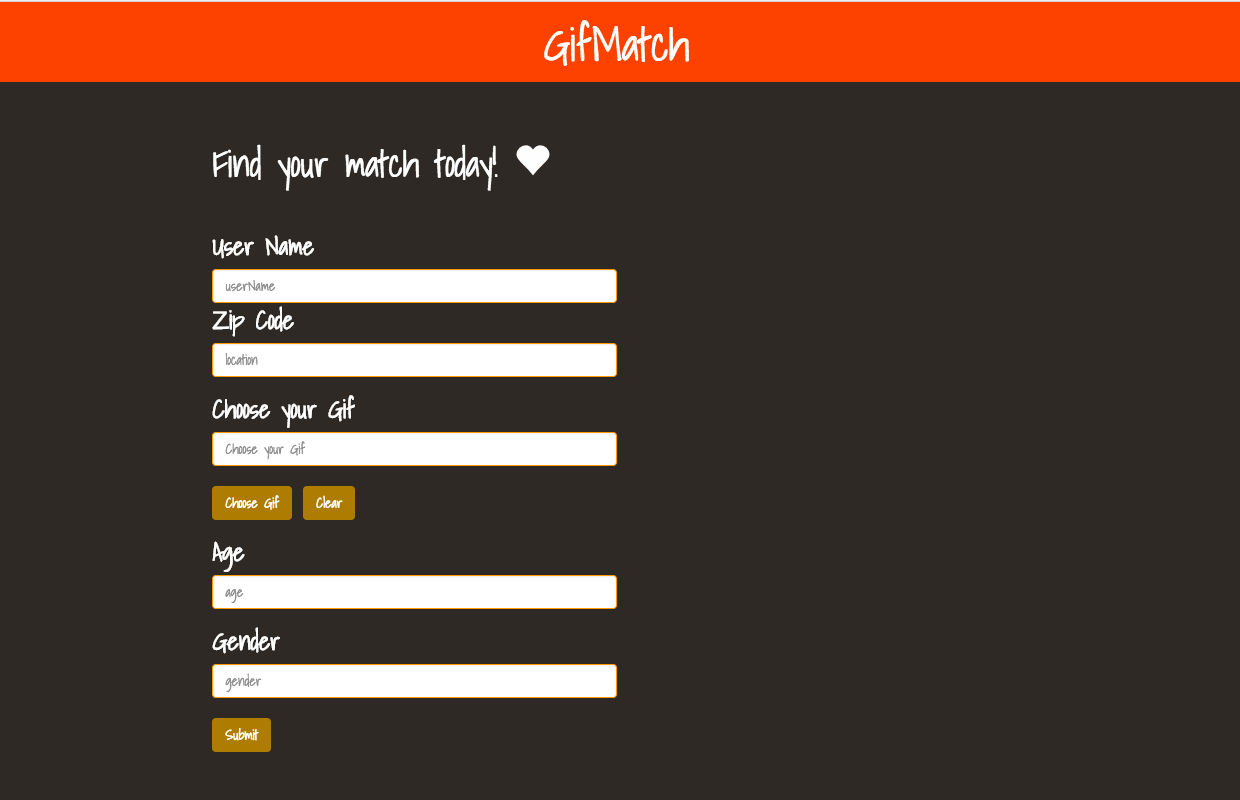 GifMatch
Find your match today!
User Name
userName
Zip Code
location
Choose your Gif
Choose your Gif
Choose Gif Clear
Age
age
Gender
gender
Submit